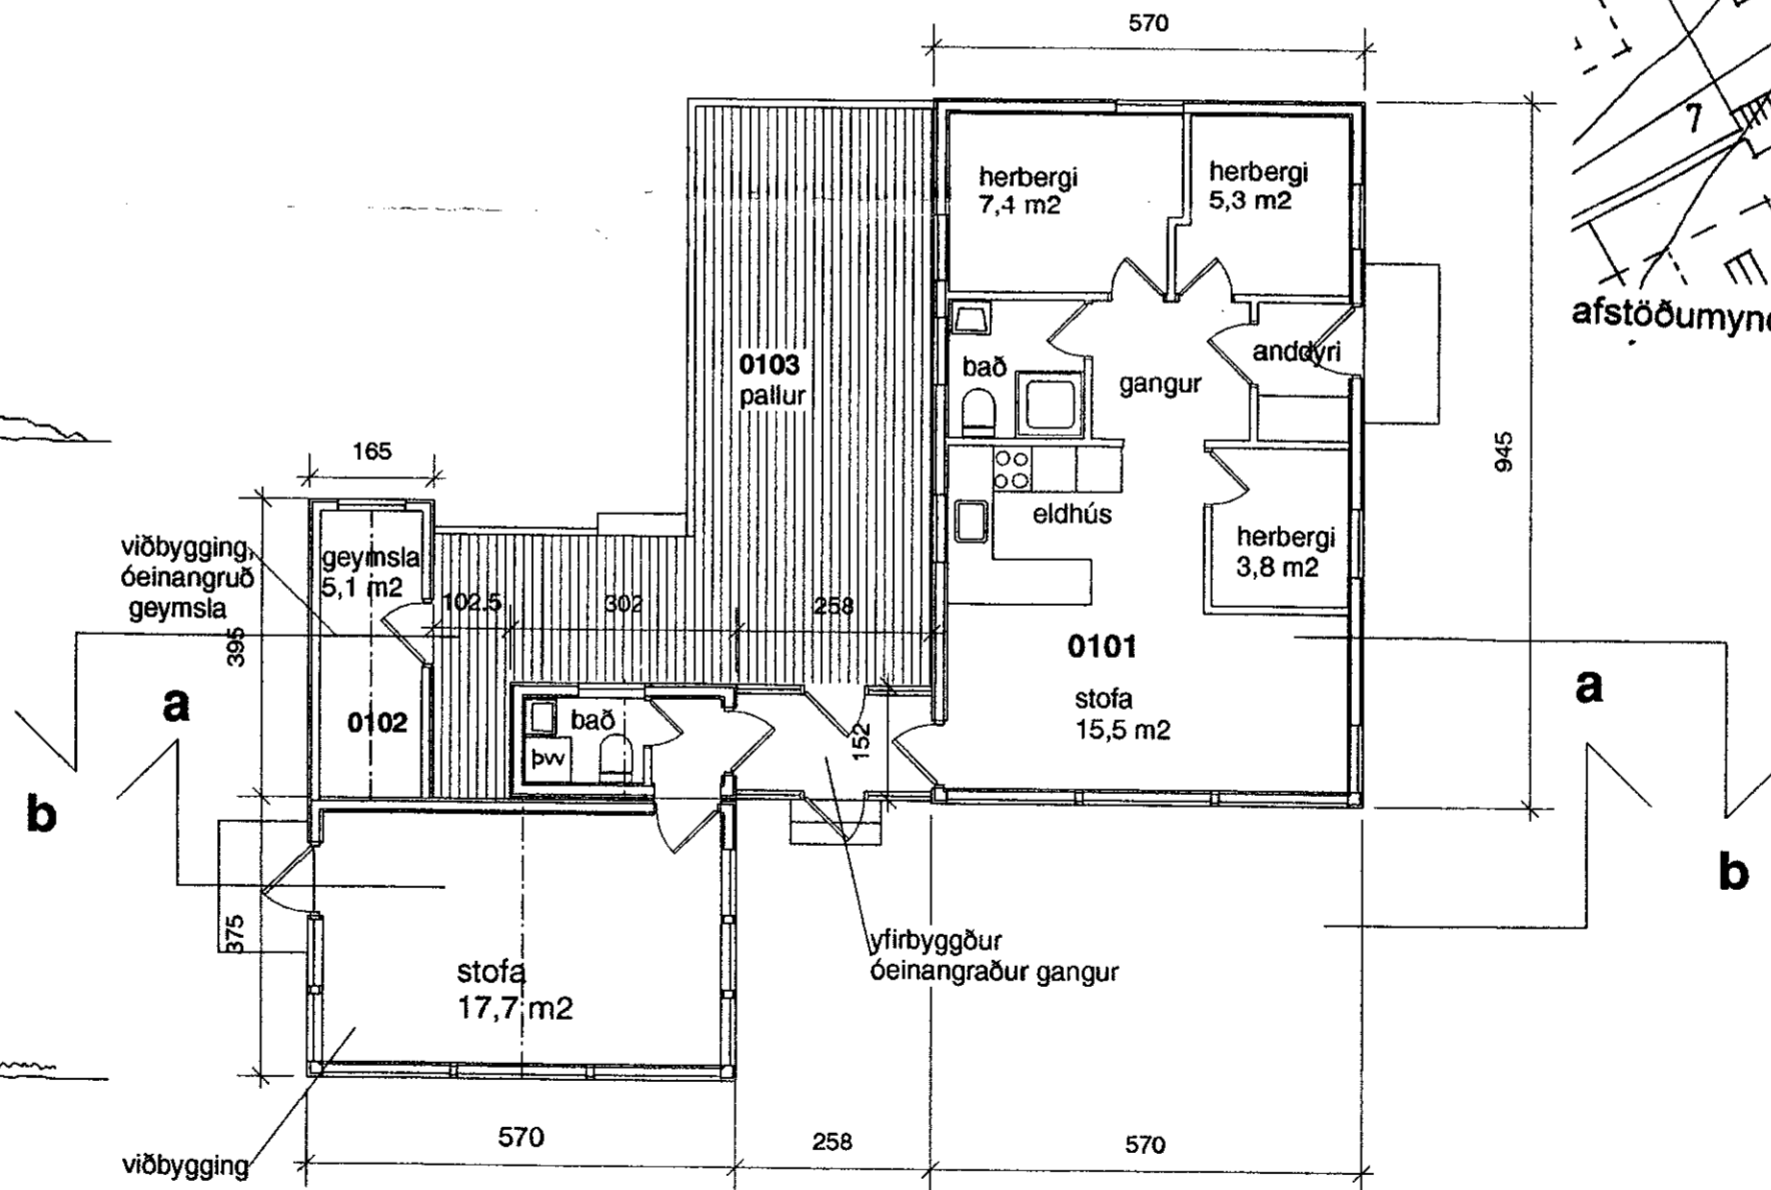 570
7
herbergi
7,4 m2
herbergi
5,3 m2
afstöðumyn
anddyri
bað
gangur
0103
pallur
945
165
eldhús
viðbygging,
óeinangruð
geymsla
geymsla
5,1 m2
herbergi
3,8 m2
102.5
302
258
395
0101
a
a
stofa
15,5 m2
0102
bað
152
þvv
b
b
375
yfirbyggður
óeinangraður gangur
stofa
17,7 m2
570
258
570
viðbygging